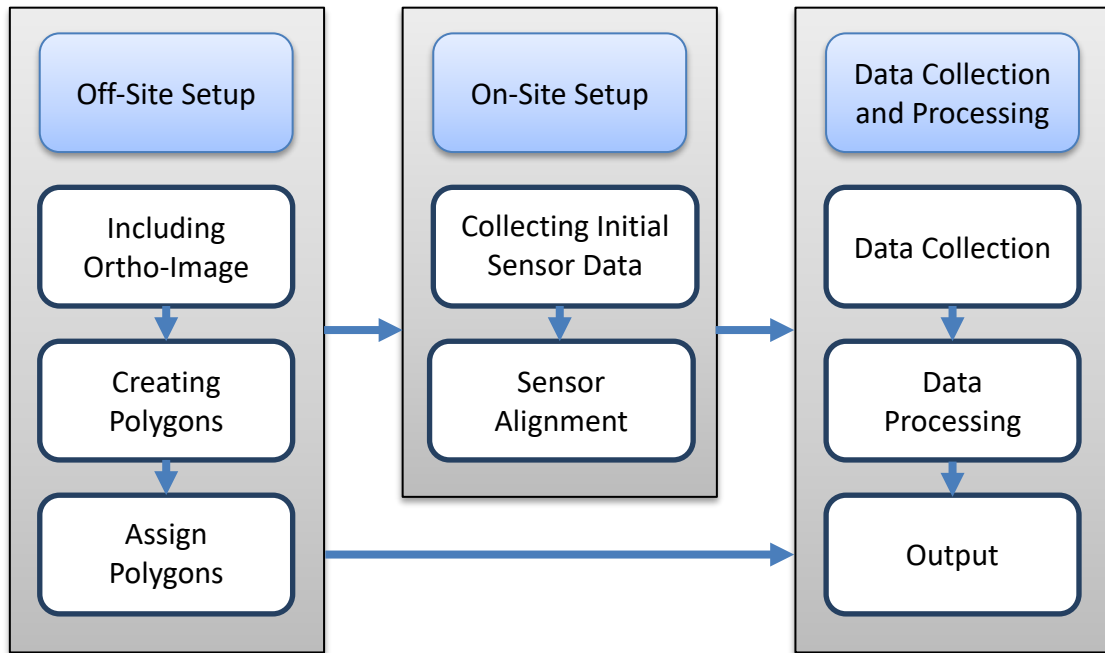 Off-Site Setup
Including
Ortho-Image
Creating
Polygons
Assign
Polygons
On-Site Setup
Collecting Initial
Sensor Data
Sensor
Alignment
Data Collection
and Processing
Data Collection
Data
Processing
Output